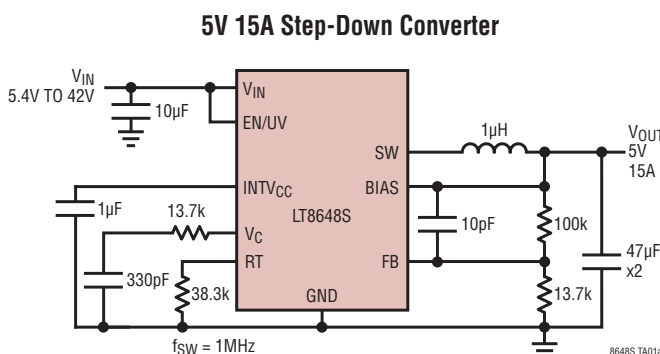 5V 15A Step-Down Converter
VIN
5.4V TO 42V
10µF
VIN
EN/UV
1µH
SW
VOUT
5V
15A
INTVCC
BIAS
1µF
13.7k
LT8648S
10pF
100k
VC
330pF
RT
FB
47µF
x2
38.3k
GND
13.7k
fSW = 1MHz
8648S TA01a